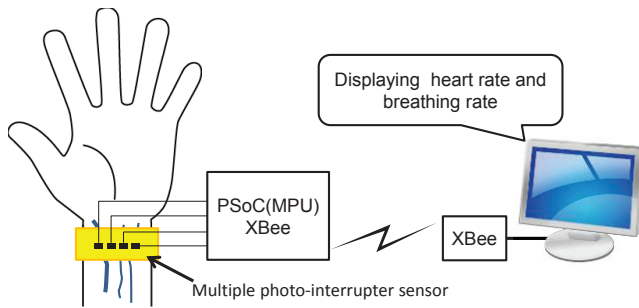 Displaying heart rate and
breathing rate
PSoC(MPU)
XBee
XBee
Multiple photo-interrupter sensor